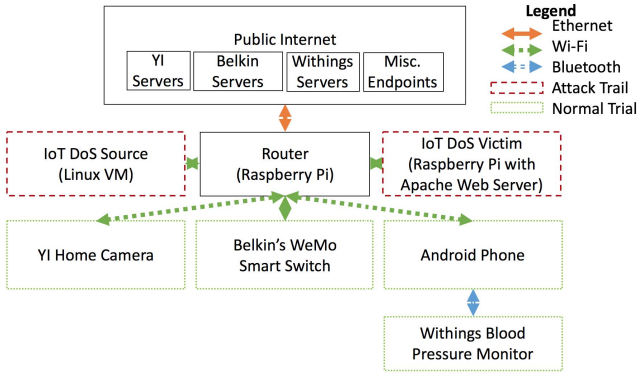 Legend
Ethernet
Wi-Fi
Bluetooth
Attack Trail
Normal Trial
Public Internet
YI
Servers
Belkin
Servers
Withings
Servers
Misc.
Endpoints
IoT DoS Source
(Linux VM)
Router
(Raspberry Pi)
IoT DoS Victim
(Raspberry Pi with
Apache Web Server)
YI Home Camera
Belkin's WeMo
Smart Switch
Android Phone
Withings Blood
Pressure Monitor